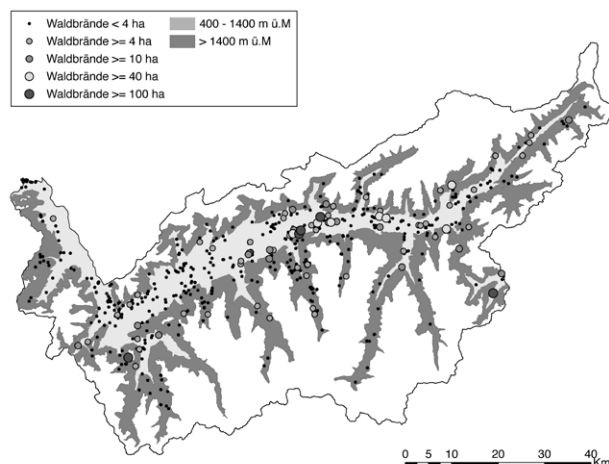 Waldbrände < 4 ha
Waldbrände >= 4 ha
Waldbrände >= 10 ha
Waldbrände >= 40 ha
Waldbrände >= 100 ha
400 - 1400 m ü.M
> 1400 m ü.M
0 5 10 20 30 40
Km